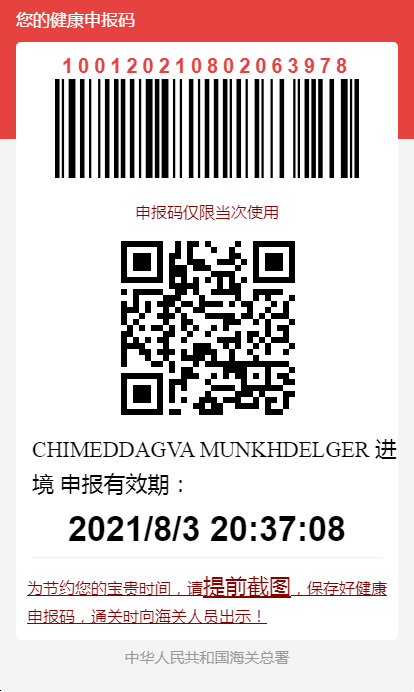 您的健康申报码
100120210802063978
申报码仅限当次使用
CHIMEDDAGVA MUNKHDELGER 进
境 申报有效期：
2021/8/3 20:37:08
为节约您的宝贵时间，请提前截图，保存好健康
申报码，通关时向海关人员出示！
中华人民共和国海关总署